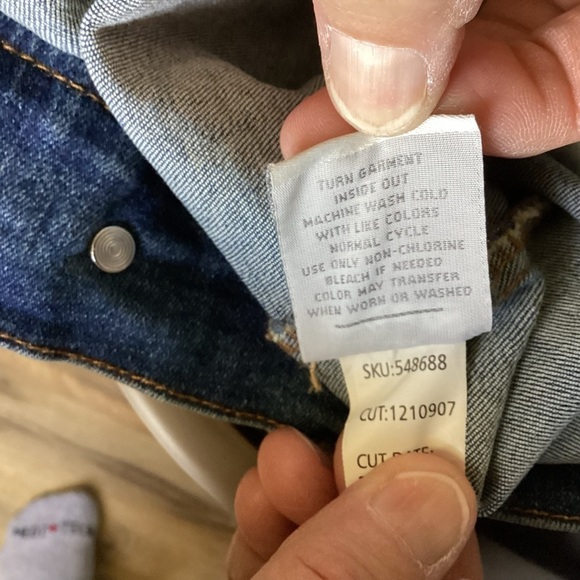 TURN GARMENT
INSIDE OUT
MACHINE WASH COLD
WITH LIKE COLORS
NORMAL CYCLE
USE ONLY NON-CHLORINE
BLEACH IF NEEDED
COLOR MAY TRANSFER
WHEN WORN OR WASHED
SKU:548688
CUT:1210907
CUT DATE: